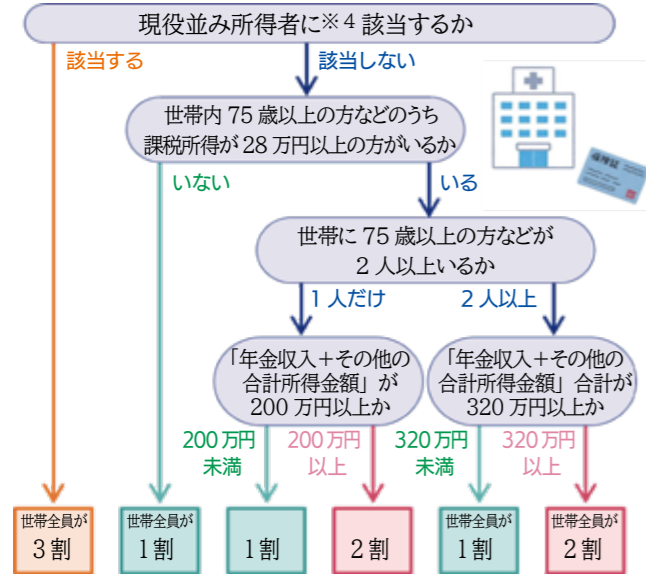 現役並み所得者に※4該当するか
該当する
該当しない
世帯内75歳以上の方などのうち
課税所得が28万円以上の方がいるか
保険証
いない
いる
世帯に75歳以上の方などが
2人以上いるか
1人だけ
2人以上
「年金収入+その他の
合計所得金額」が
200万円以上か
「年金収入+その他の
合計所得金額」合計が
320万円以上か
200万円
未満
200万円
以上
320万円
未満
320万円
以上
世帯全員が
3割
世帯全員が
1割
1割
2割
世帯全員が
1割
世帯全員が
2割